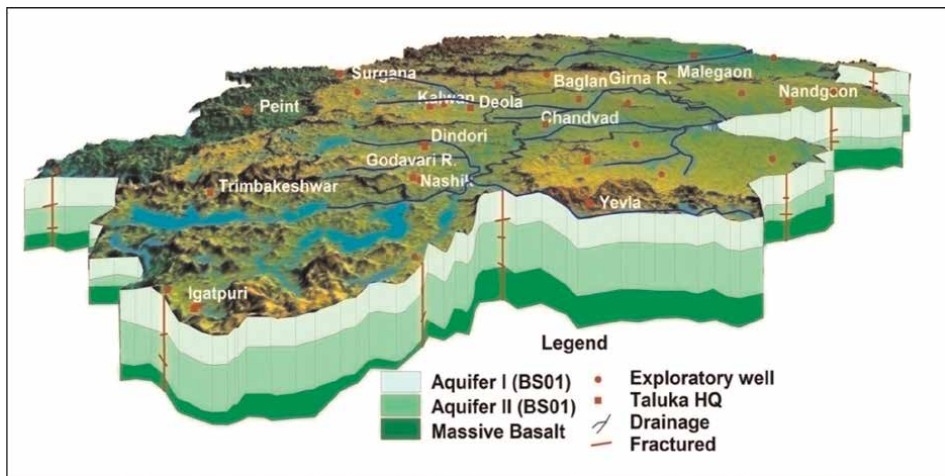 Surgana
Baglan
Girna R.
Malegaon
Peint
Kalwan
Deola
Nandgaon
Chandvad
Dindori
Godavari R.
Trimbakeshwar
Nashik
Yevla
Igatpuri
Legend
Aquifer I (BS01)
Aquifer II (BS01)
Massive Basalt
Exploratory well
Taluka HQ
Drainage
Fractured